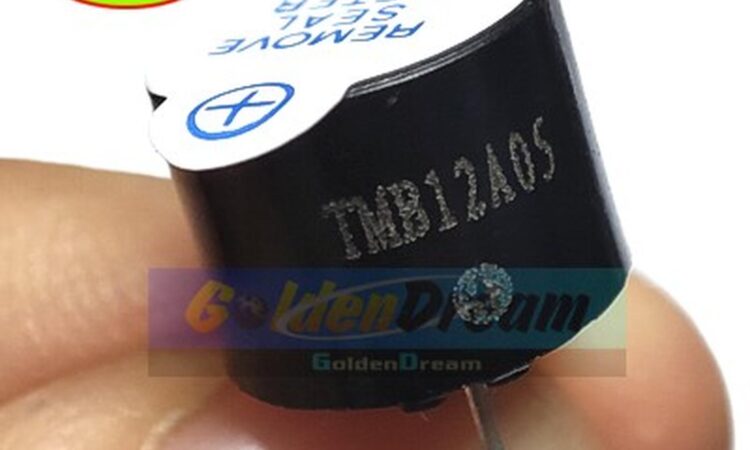 REMOVE
SEAL
TMB12A05
GoldenDream
GoldenDream